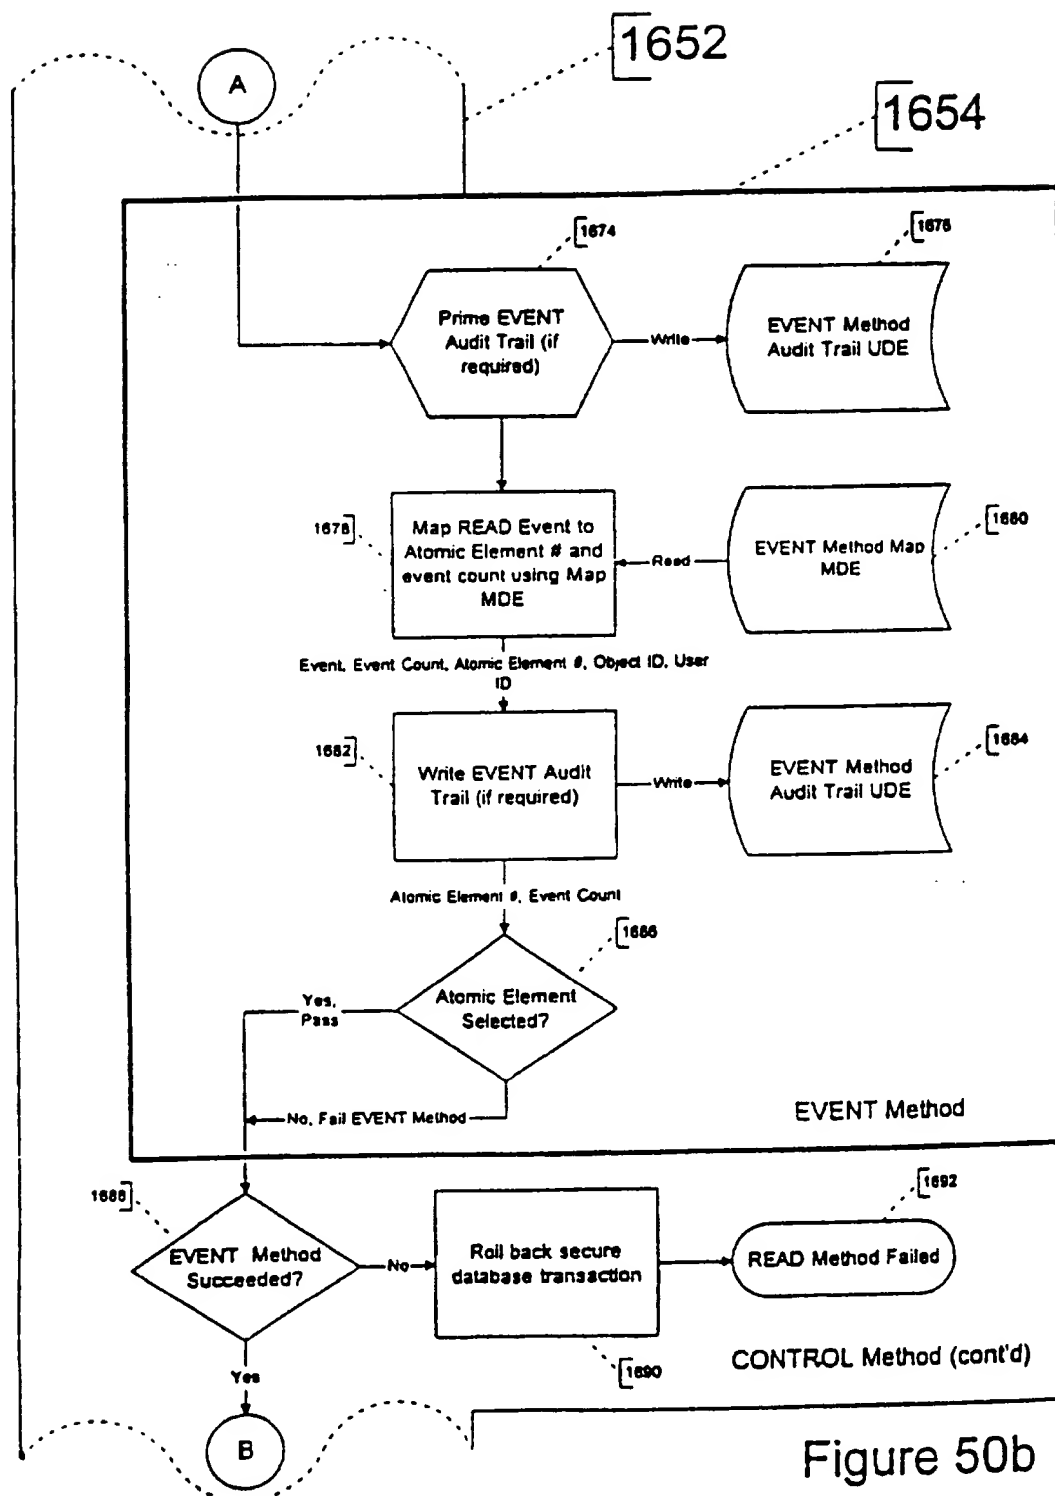 A
1652
1654
1674
1676
Prime EVENT
Audit Trail (if
required)
Write
EVENT Method
Audit Trail UDE
1678
Map READ Event to
Atomic Element # and
event count using Map
MDE
Read
EVENT Method Map
MDE
1680
Event, Event Count, Atomic Element #, Object ID, User
ID
1682
Write EVENT Audit
Trail (if required)
Write
EVENT Method
Audit Trail UDE
1684
Atomic Element #, Event Count
1686
Atomic Element
Selected?
Yes,
Pass
No, Fail EVENT Method
EVENT Method
1688
EVENT Method
Succeeded?
No
Roll back secure
database transaction
1690
1692
READ Method Failed
Yes
CONTROL Method (cont'd)
B
Figure 50b